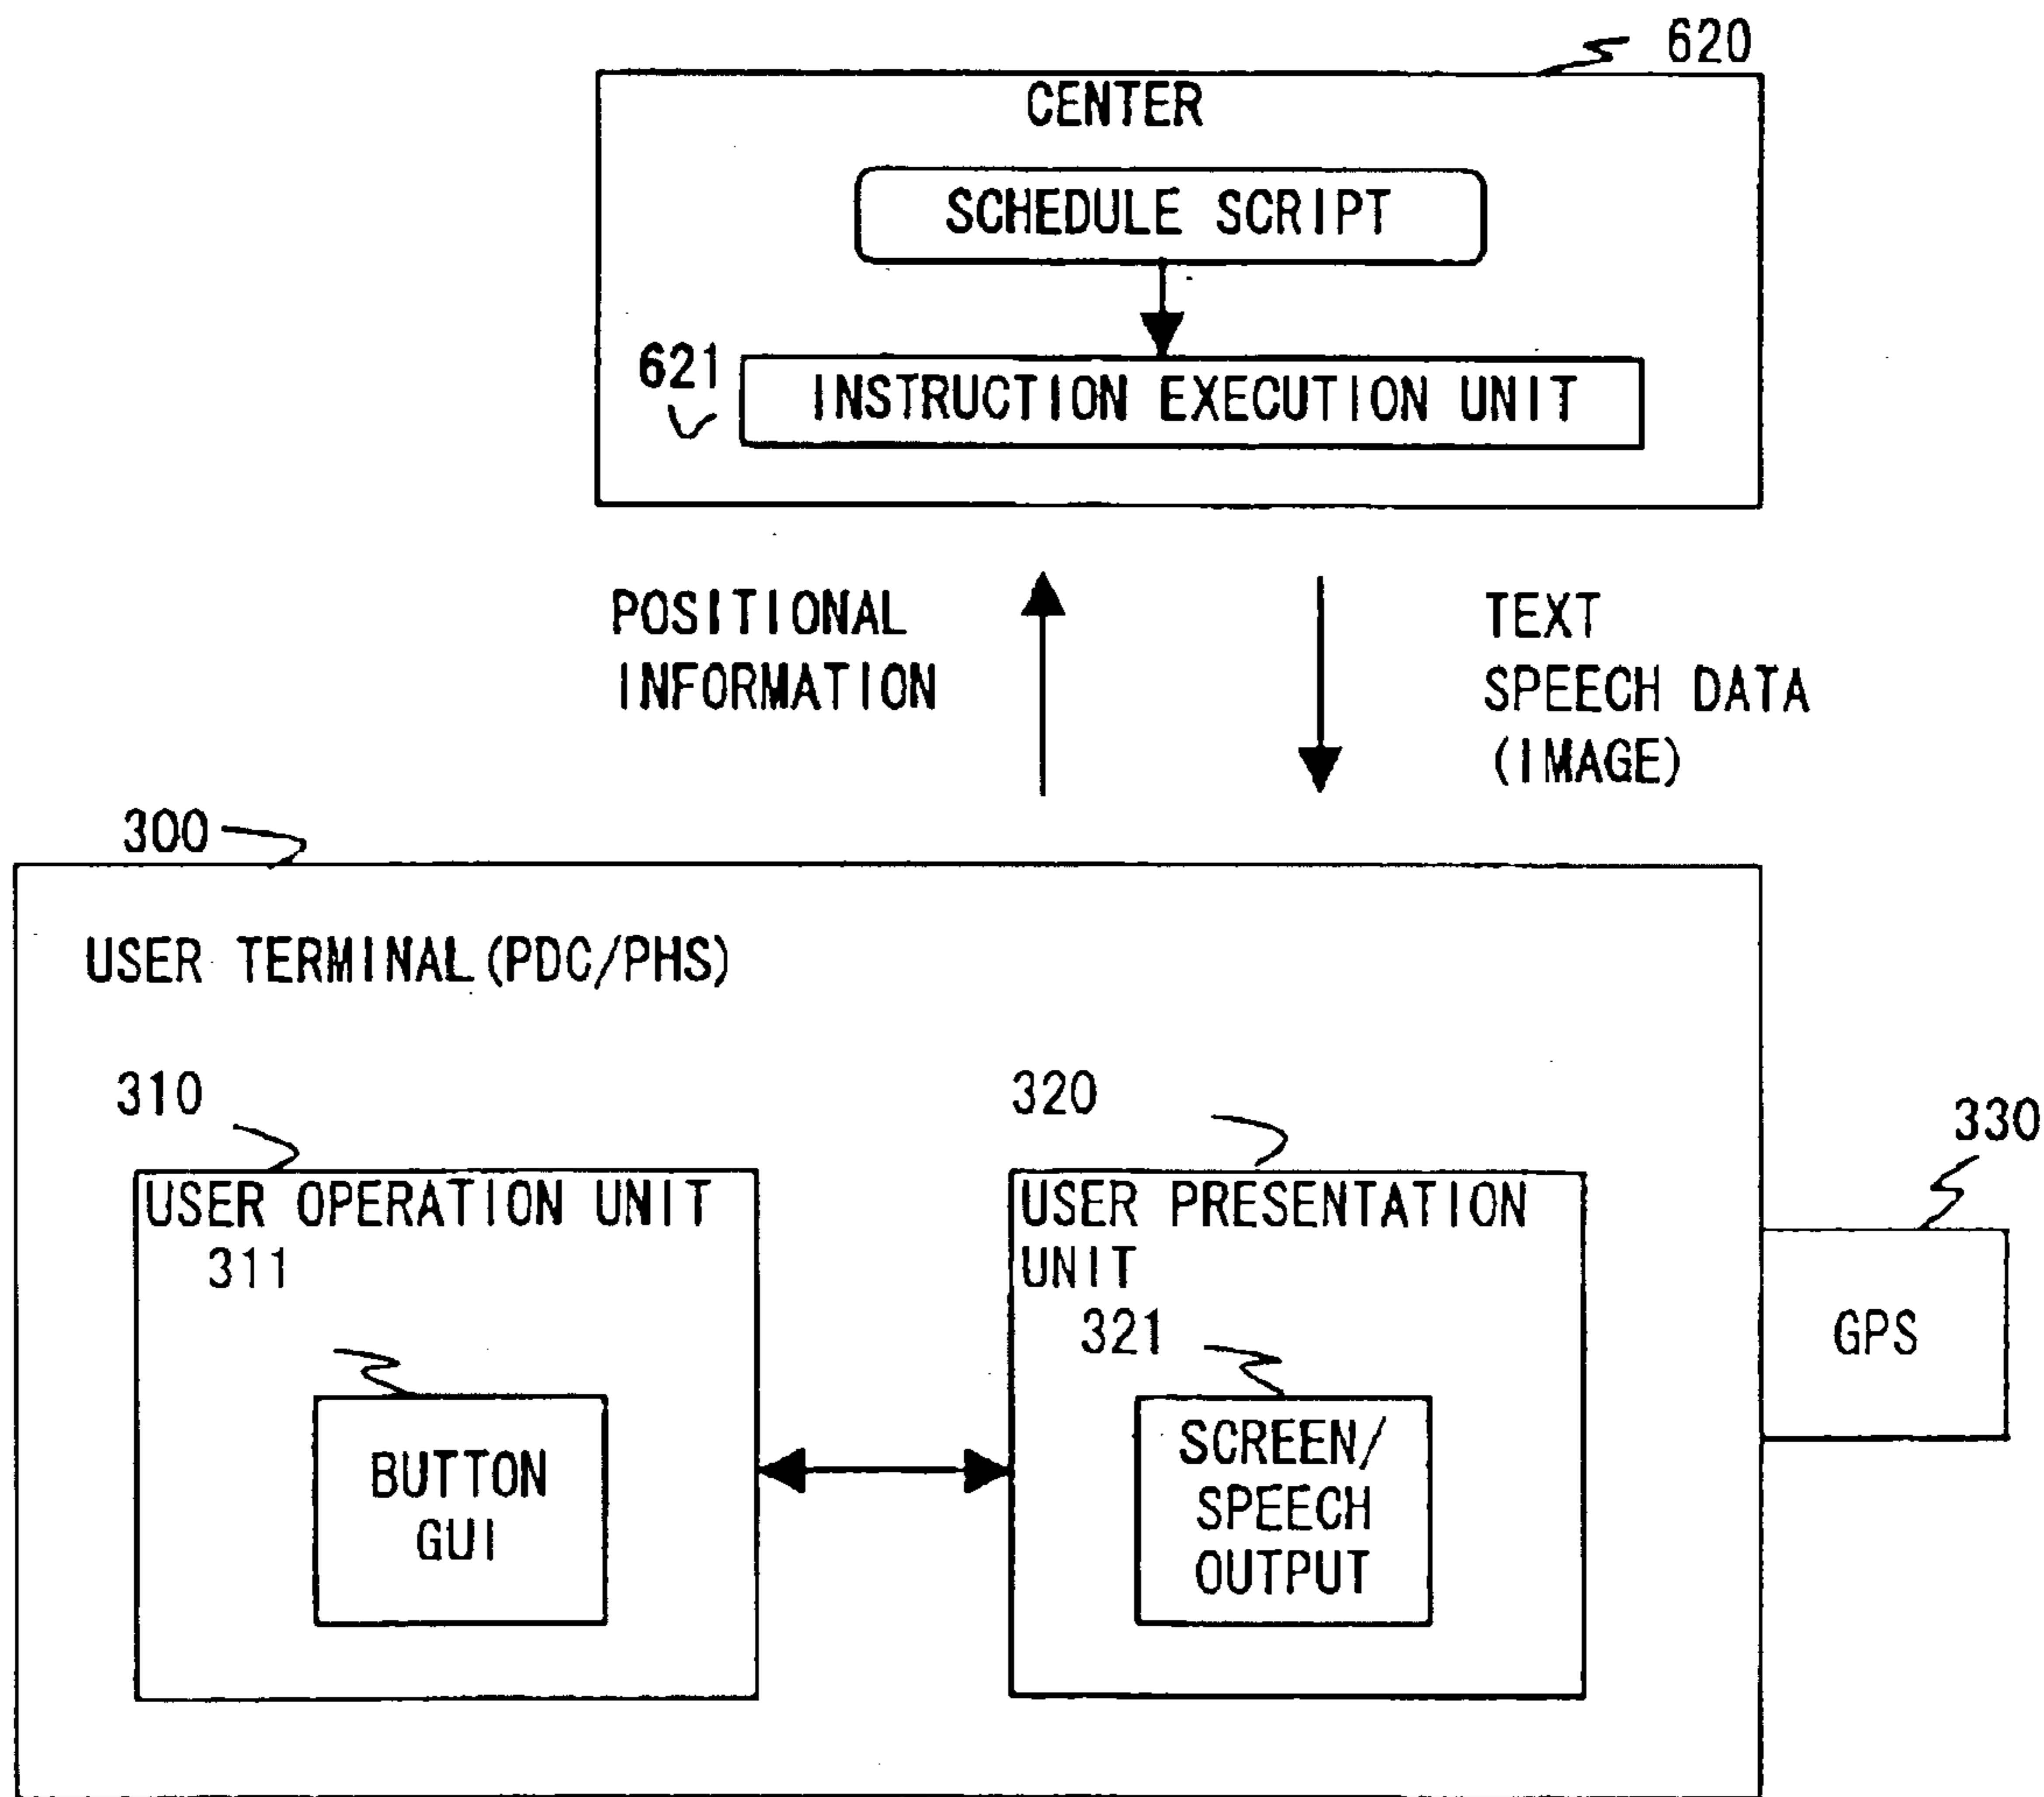 620
CENTER
SCHEDULE SCRIPT
621
INSTRUCTION EXECUTION UNIT
POSITIONAL
INFORMATION
TEXT
SPEECH DATA
(IMAGE)
300
USER TERMINAL(PDC/PHS)
310
USER OPERATION UNIT
311
BUTTON
GUI
320
USER PRESENTATION
UNIT
321
SCREEN/
SPEECH
OUTPUT
330
GPS